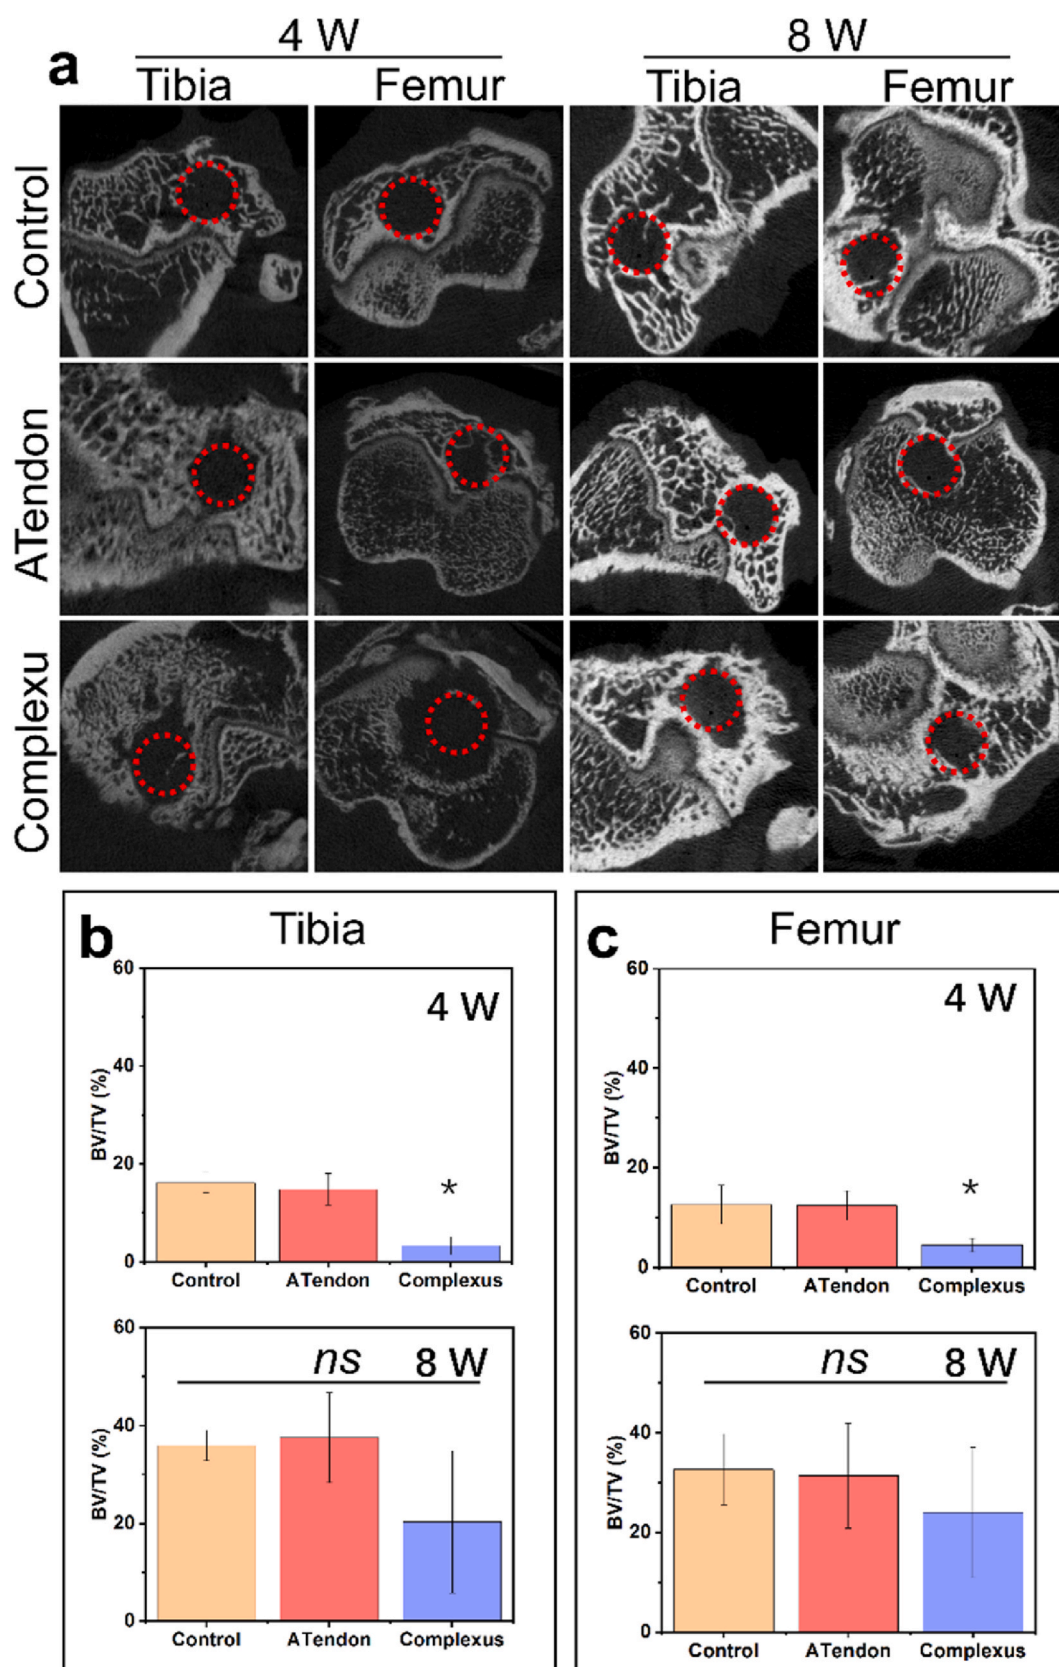 a
4 W
8 W
Tibia
Femur
Tibia
Femur
Control
ATendon
Complexu
b
Tibia
BV/TV (%)
60
40
20
0
4 W
*
Control
ATendon
Complexus
BV/TV (%)
60
40
20
0
ns
8 W
Control
ATendon
Complexus
c
Femur
BV/TV (%)
60
40
20
0
4 W
*
Control
ATendon
Complexus
BV/TV (%)
60
40
20
0
ns
8 W
Control
ATendon
Complexus